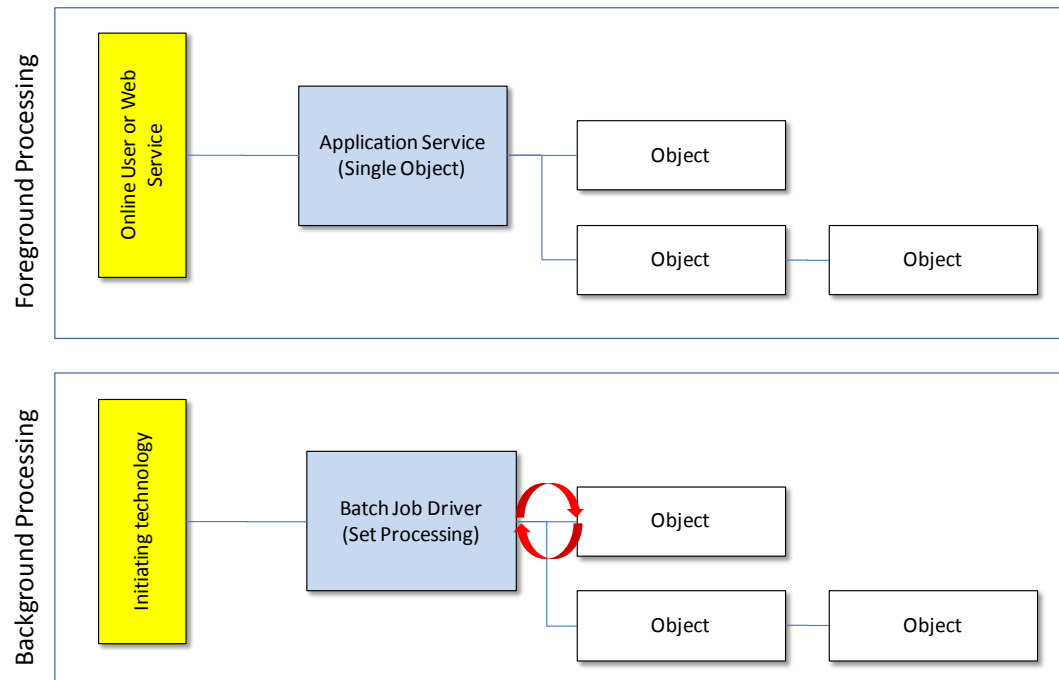 Foreground Processing
Online User or Web
Service
Application Service
(Single Object)
Object
Object
Object
Background Processing
Initiating technology
Batch Job Driver
(Set Processing)
Object
Object
Object